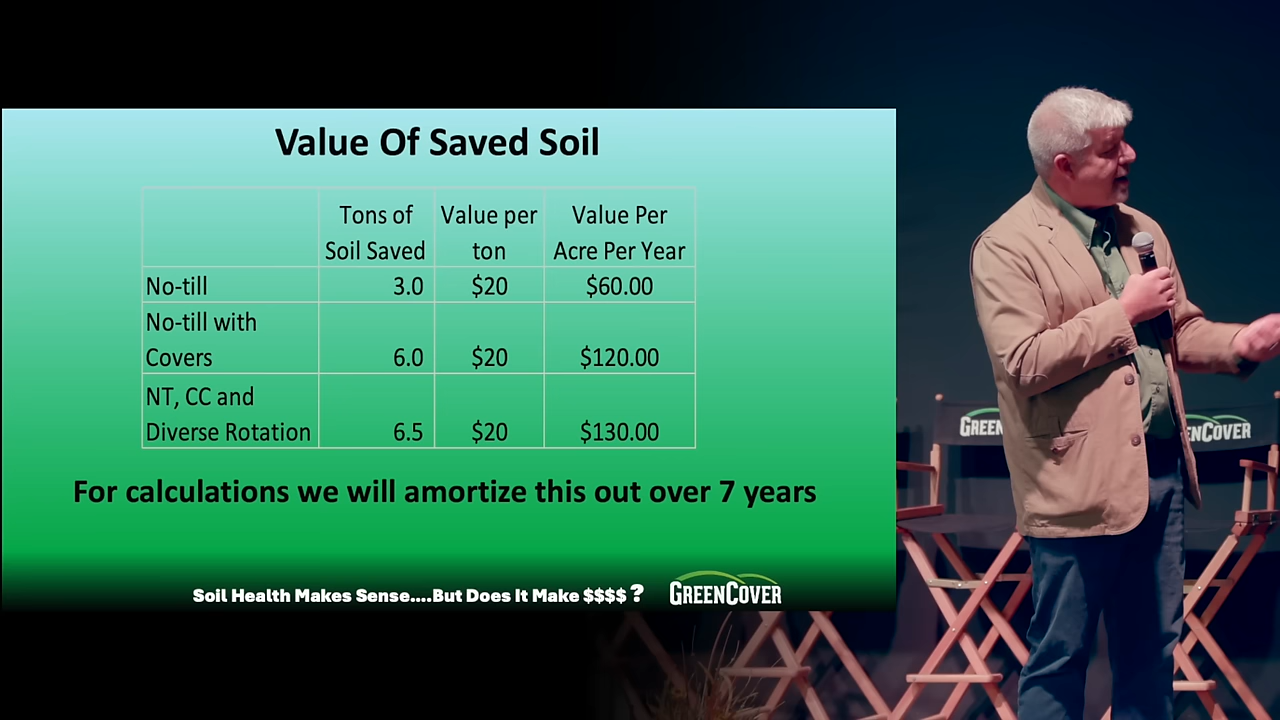 Value Of Saved Soil
Tons of Soil Saved Value per ton Value Per Acre Per Year
No-till 3.0 $20 $60.00
No-till with Covers 6.0 $20 $120.00
NT, CC and Diverse Rotation 6.5 $20 $130.00
For calculations we will amortize this out over 7 years
Soil Health Makes Sense....But Does It Make $$$$ ?
GREENCOVER